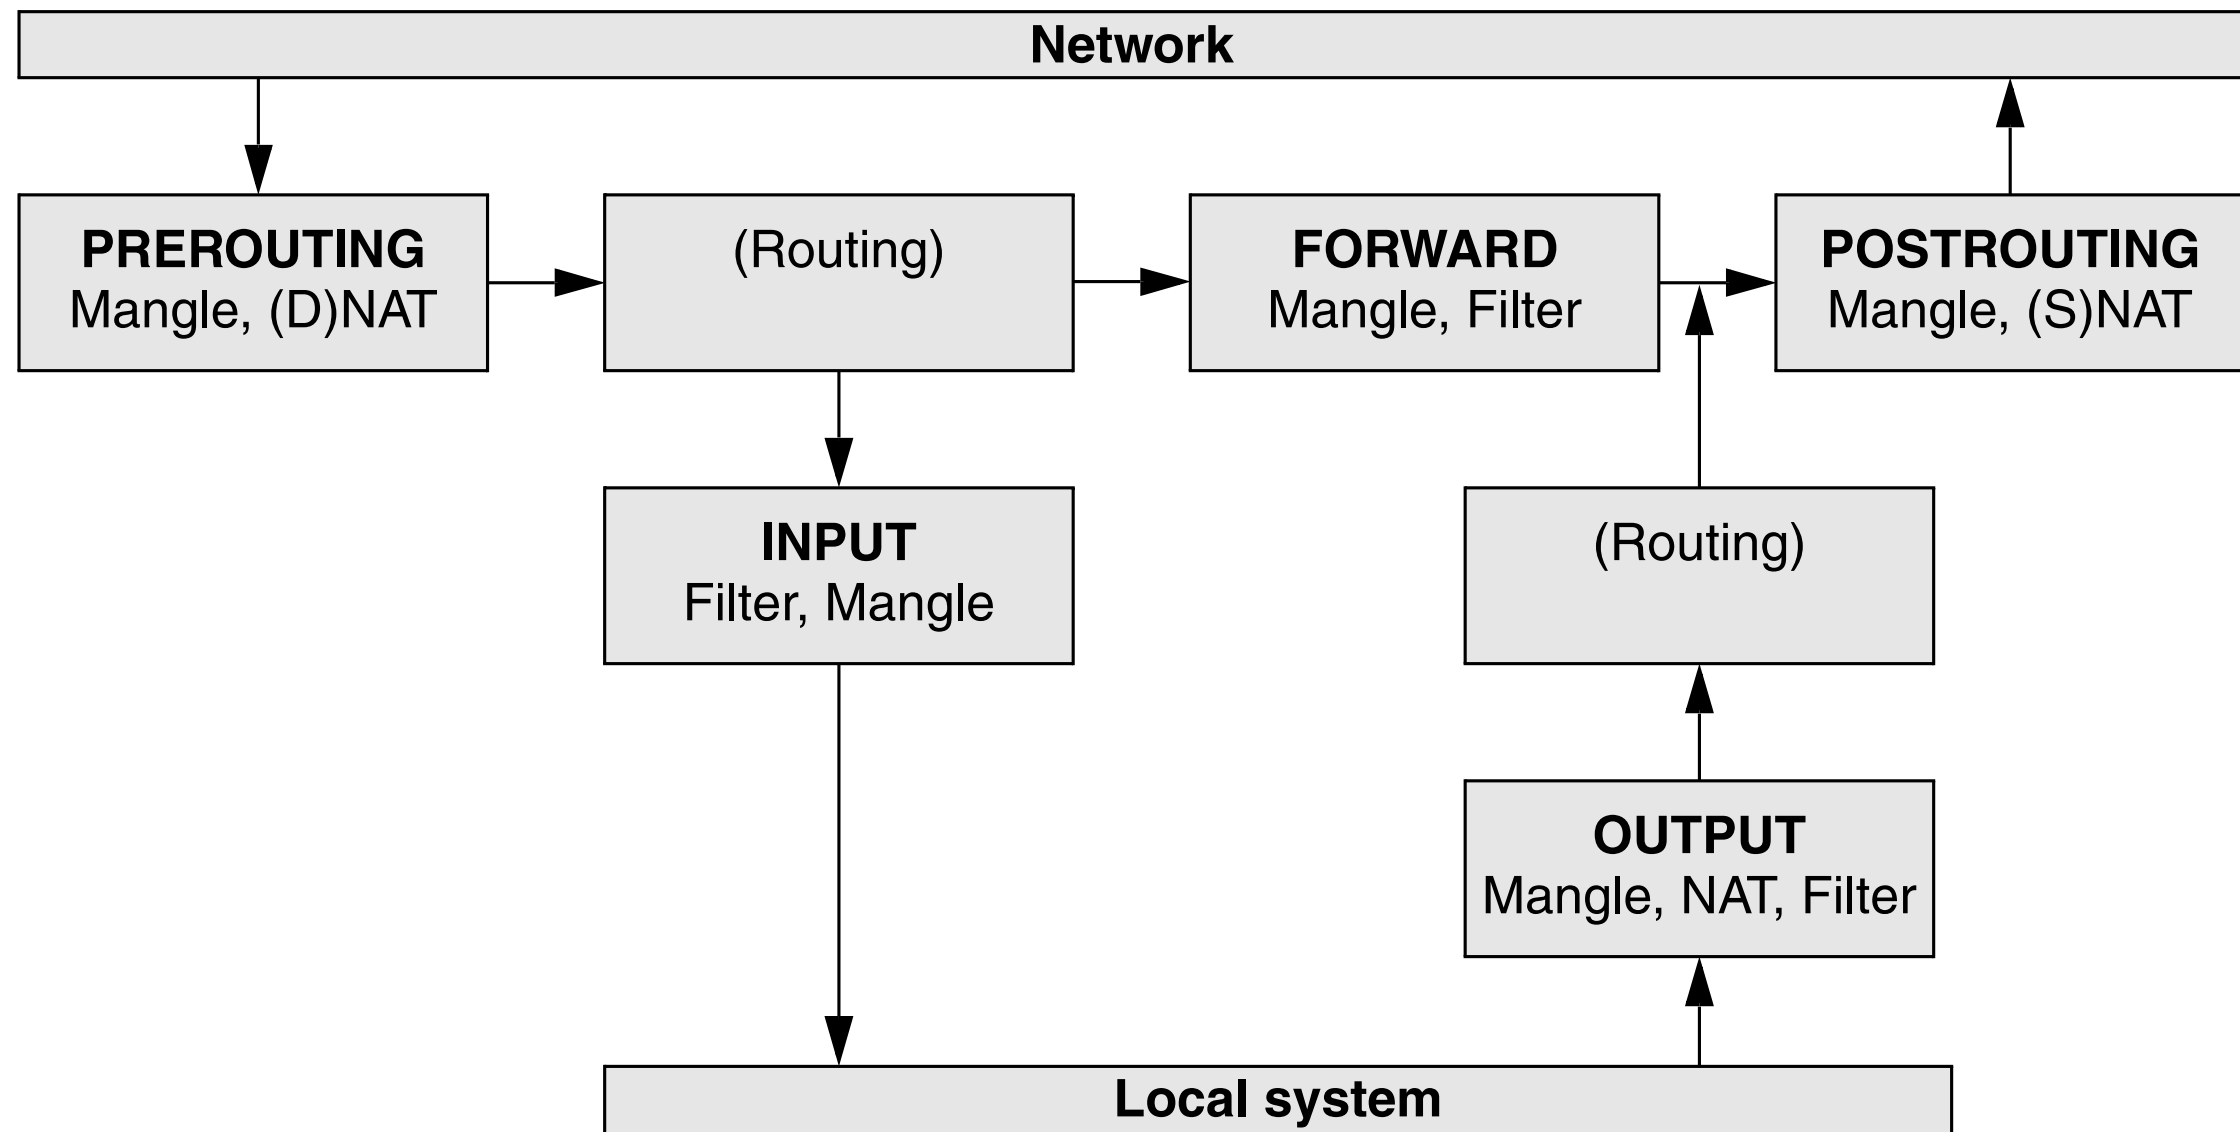 Network
PREROUTING
Mangle, (D)NAT
(Routing)
FORWARD
Mangle, Filter
POSTROUTING
Mangle, (S)NAT
INPUT
Filter, Mangle
(Routing)
OUTPUT
Mangle, NAT, Filter
Local system